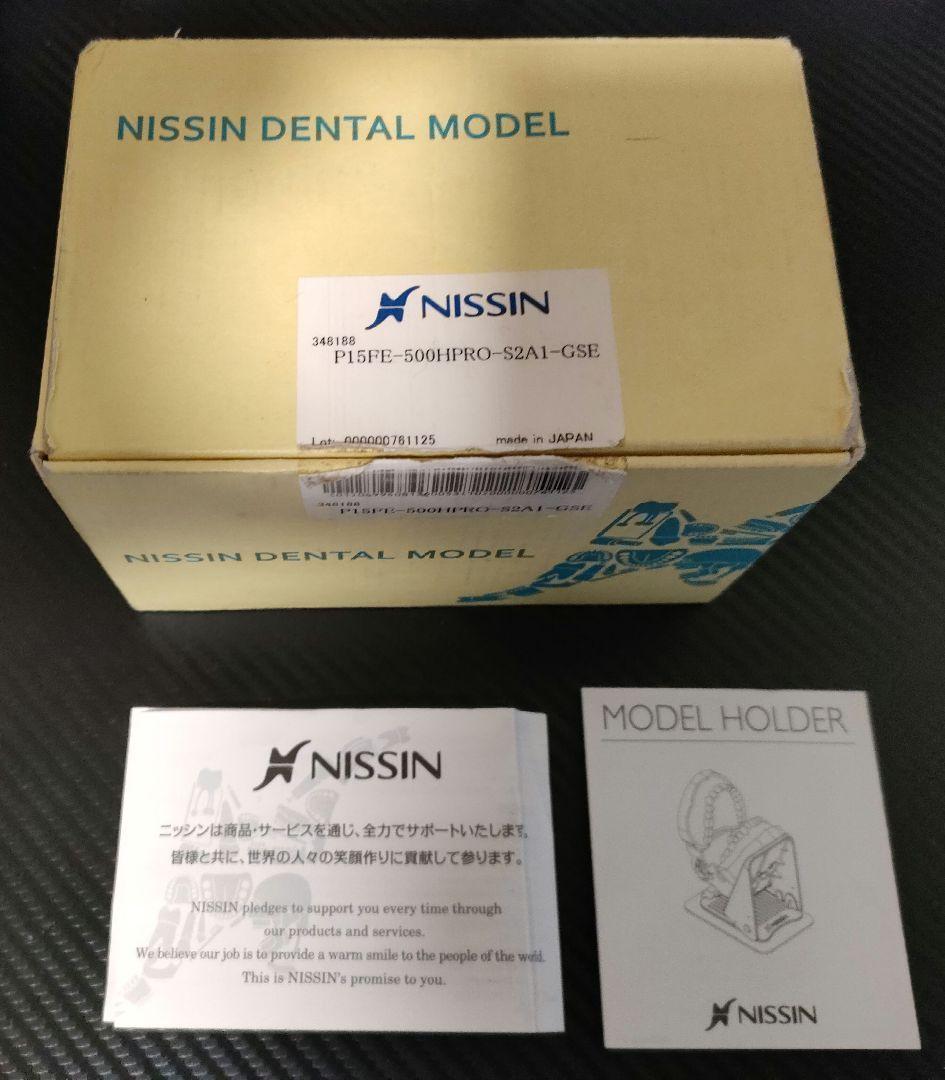 NISSIN DENTAL MODEL
NISSIN
348188
P15FE-500HPRO-S2A1-GSE
Lot: 000000761125 made in JAPAN
348188
P15FE-500HPRO-S2A1-GSE
NISSIN DENTAL MODEL
NISSIN
ニッシンは商品・サービスを通じ、全力でサポートいたします。
皆様と共に、世界の人々の笑顔作りに貢献して参ります。
NISSIN pledges to support you every time through
our products and services.
We believe our job is to provide a warm smile to the people of the world.
This is NISSIN's promise to you.
MODEL HOLDER
NISSIN